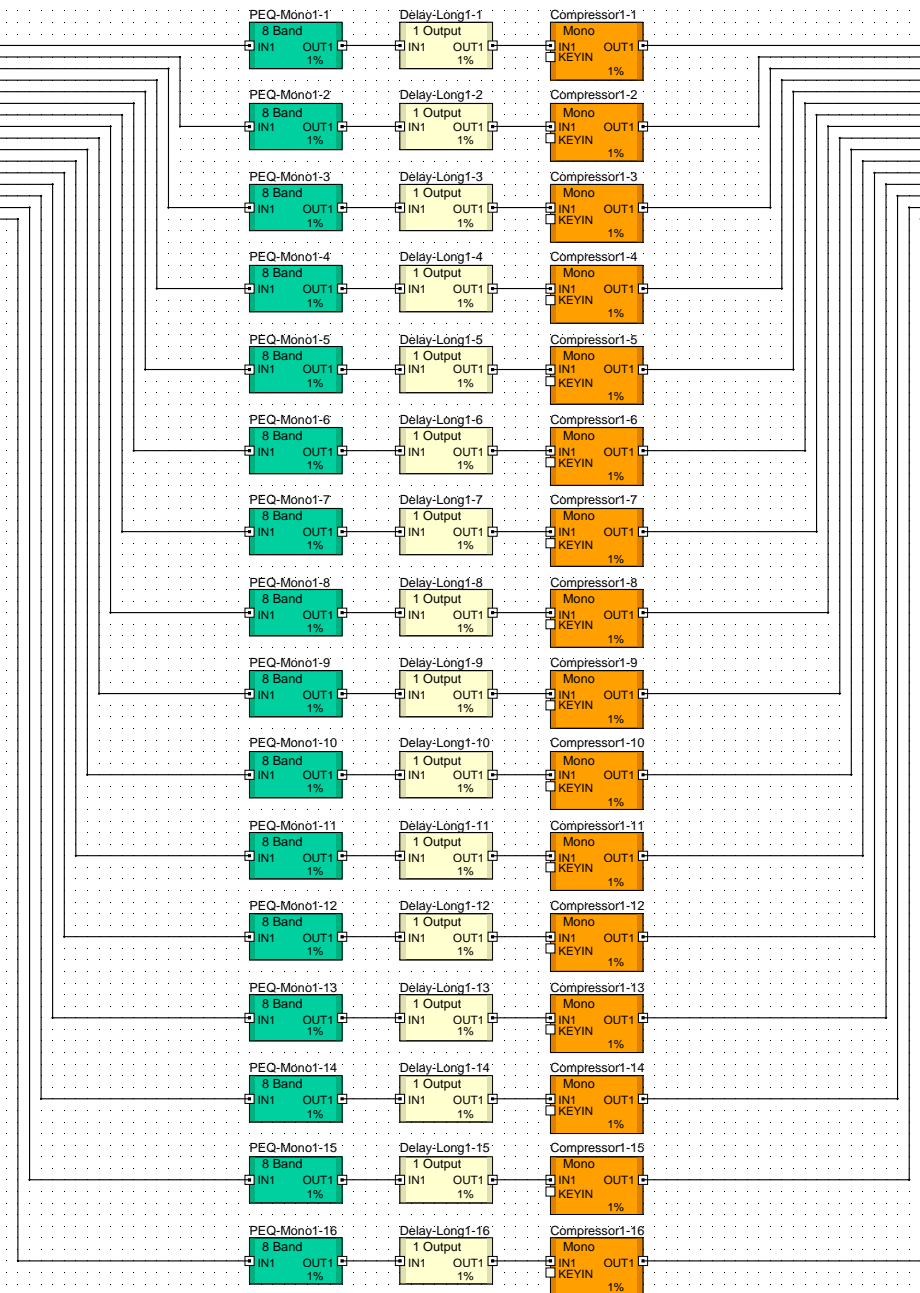 PEQ-Mono1-1 Delay-Long1-1 Compressor1-1
8 Band 1 Output Mono
IN1 OUT1 IN1 OUT1 IN1 OUT1
KEYIN
1% 1% 1%
PEQ-Mono1-2 Delay-Long1-2 Compressor1-2
8 Band 1 Output Mono
IN1 OUT1 IN1 OUT1 IN1 OUT1
KEYIN
1% 1% 1%
PEQ-Mono1-3 Delay-Long1-3 Compressor1-3
8 Band 1 Output Mono
IN1 OUT1 IN1 OUT1 IN1 OUT1
KEYIN
1% 1% 1%
PEQ-Mono1-4 Delay-Long1-4 Compressor1-4
8 Band 1 Output Mono
IN1 OUT1 IN1 OUT1 IN1 OUT1
KEYIN
1% 1% 1%
PEQ-Mono1-5 Delay-Long1-5 Compressor1-5
8 Band 1 Output Mono
IN1 OUT1 IN1 OUT1 IN1 OUT1
KEYIN
1% 1% 1%
PEQ-Mono1-6 Delay-Long1-6 Compressor1-6
8 Band 1 Output Mono
IN1 OUT1 IN1 OUT1 IN1 OUT1
KEYIN
1% 1% 1%
PEQ-Mono1-7 Delay-Long1-7 Compressor1-7
8 Band 1 Output Mono
IN1 OUT1 IN1 OUT1 IN1 OUT1
KEYIN
1% 1% 1%
PEQ-Mono1-8 Delay-Long1-8 Compressor1-8
8 Band 1 Output Mono
IN1 OUT1 IN1 OUT1 IN1 OUT1
KEYIN
1% 1% 1%
PEQ-Mono1-9 Delay-Long1-9 Compressor1-9
8 Band 1 Output Mono
IN1 OUT1 IN1 OUT1 IN1 OUT1
KEYIN
1% 1% 1%
PEQ-Mono1-10 Delay-Long1-10 Compressor1-10
8 Band 1 Output Mono
IN1 OUT1 IN1 OUT1 IN1 OUT1
KEYIN
1% 1% 1%
PEQ-Mono1-11 Delay-Long1-11 Compressor1-11
8 Band 1 Output Mono
IN1 OUT1 IN1 OUT1 IN1 OUT1
KEYIN
1% 1% 1%
PEQ-Mono1-12 Delay-Long1-12 Compressor1-12
8 Band 1 Output Mono
IN1 OUT1 IN1 OUT1 IN1 OUT1
KEYIN
1% 1% 1%
PEQ-Mono1-13 Delay-Long1-13 Compressor1-13
8 Band 1 Output Mono
IN1 OUT1 IN1 OUT1 IN1 OUT1
KEYIN
1% 1% 1%
PEQ-Mono1-14 Delay-Long1-14 Compressor1-14
8 Band 1 Output Mono
IN1 OUT1 IN1 OUT1 IN1 OUT1
KEYIN
1% 1% 1%
PEQ-Mono1-15 Delay-Long1-15 Compressor1-15
8 Band 1 Output Mono
IN1 OUT1 IN1 OUT1 IN1 OUT1
KEYIN
1% 1% 1%
PEQ-Mono1-16 Delay-Long1-16 Compressor1-16
8 Band 1 Output Mono
IN1 OUT1 IN1 OUT1 IN1 OUT1
KEYIN
1% 1% 1%